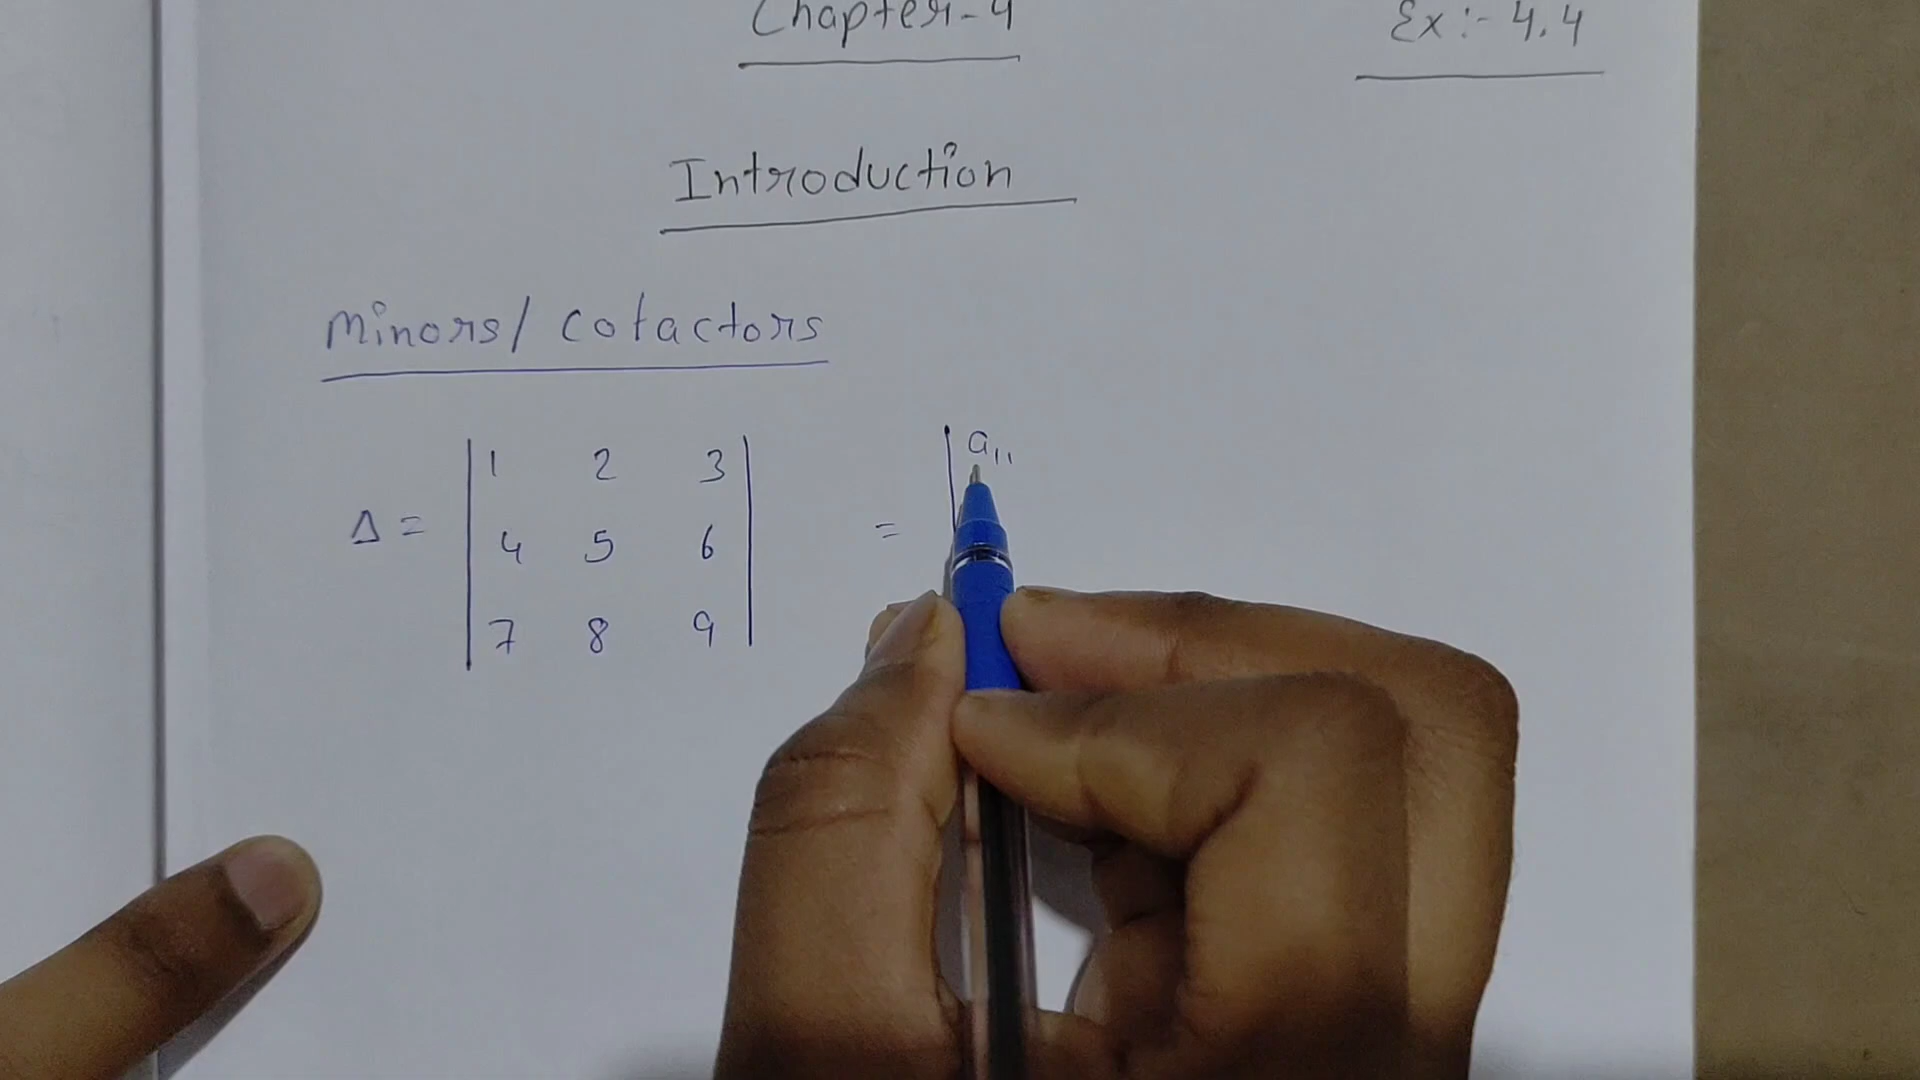 Chapter-4
Ex:- 4.4
Introduction
Minors/ Cofactors
Δ = | 1 2 3 | = | a₁₁
4 5 6
7 8 9